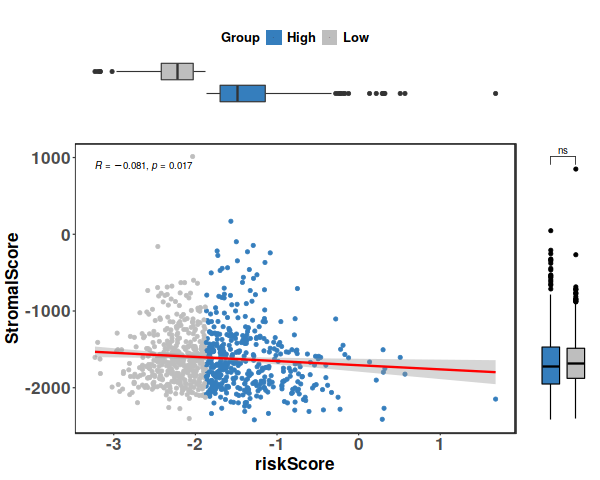 Group High Low
R = −0.081, p = 0.017
ns
StromalScore
1000
0
-1000
-2000
-3 -2 -1 0 1
riskScore